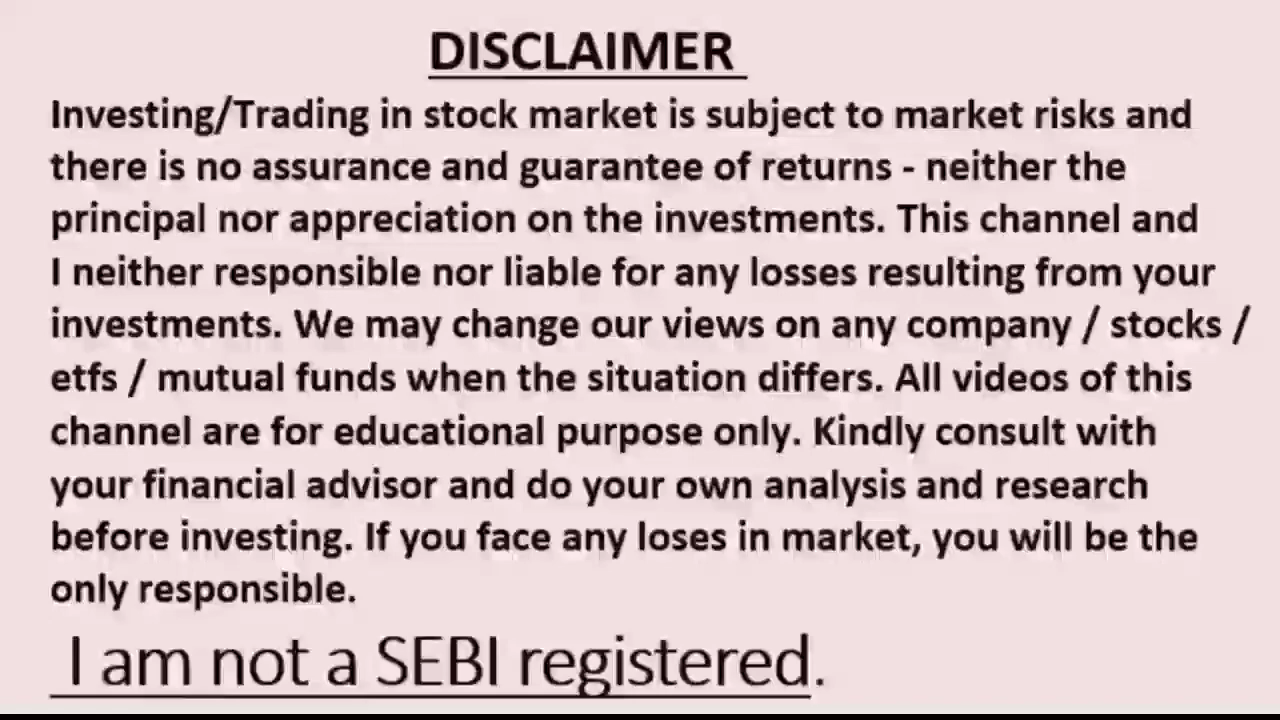 DISCLAIMER
Investing/Trading in stock market is subject to market risks and
there is no assurance and guarantee of returns - neither the
principal nor appreciation on the investments. This channel and
I neither responsible nor liable for any losses resulting from your
investments. We may change our views on any company / stocks /
etfs / mutual funds when the situation differs. All videos of this
channel are for educational purpose only. Kindly consult with
your financial advisor and do your own analysis and research
before investing. If you face any loses in market, you will be the
only responsible.
I am not a SEBI registered.